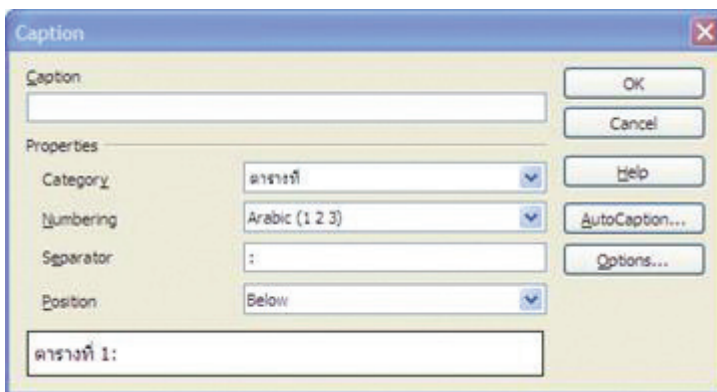 Caption
Caption
OK
Cancel
Properties
Category ตารางที่
Help
Numbering Arabic (1 2 3)
AutoCaption...
Separator :
Options...
Position Below
ตารางที่ 1: